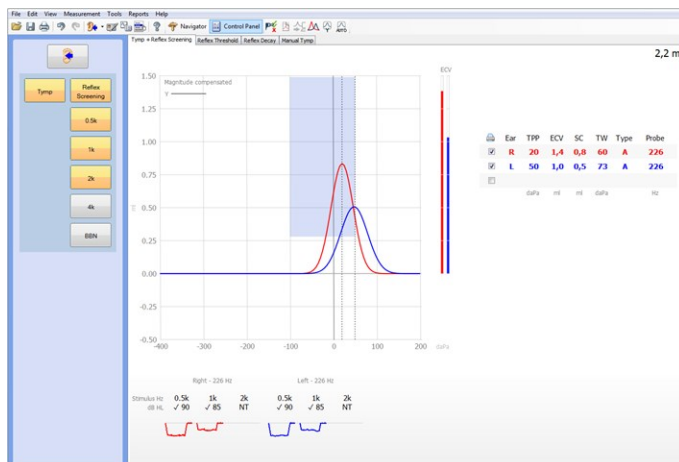 File Edit View Measurement Tools Reports Help
Navigator Control Panel
Tymp + Reflex Screening Reflex Threshold Reflex Decay Manual Tymp
2,2 m
Tymp Reflex Screening
0.5k
1k
2k
4k
BBN
Magnitude compensated
Y
ECV
1.50
1.25
1.00
0.75
0.50
0.25
0.00
-0.25
-0.50
-400 -300 -200 -100 0 100 200 daPa
Ear TPP ECV SC TW Type Probe
R 20 1,4 0,8 60 A 226
L 50 1,0 0,5 73 A 226
daPa ml ml daPa Hz
Right - 226 Hz Left - 226 Hz
Stimulus Hz 0.5k 1k 2k 0.5k 1k 2k
dB HL ✓ 90 ✓ 85 NT ✓ 90 ✓ 85 NT